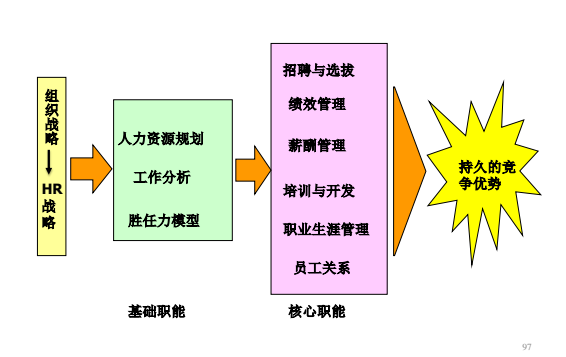 组织战略
HR
战略
人力资源规划
工作分析
胜任力模型
招聘与选拔
绩效管理
薪酬管理
培训与开发
职业生涯管理
员工关系
持久的竞
争优势
基础职能
核心职能
97